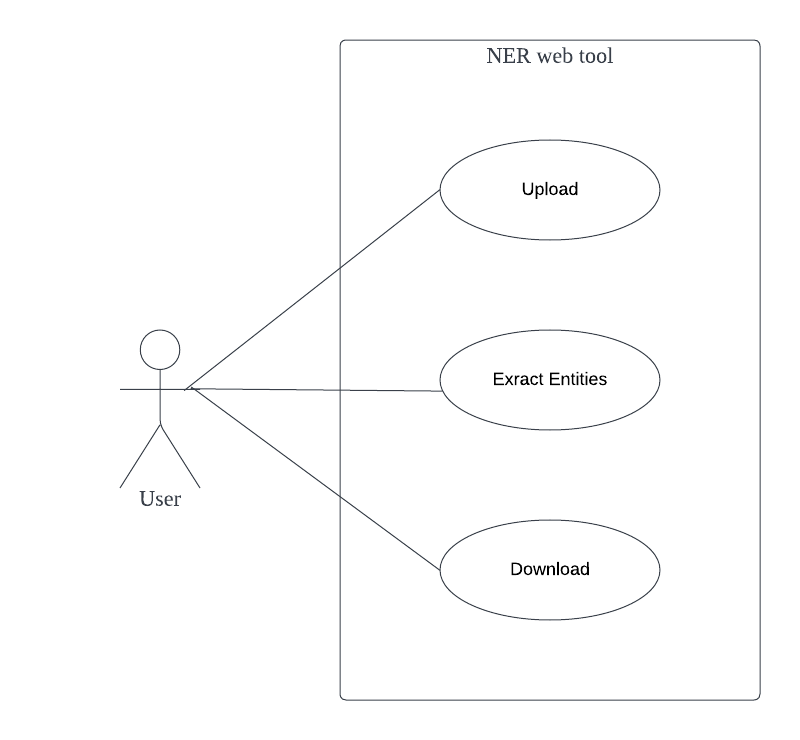 NER web tool
Upload
Exract Entities
User
Download